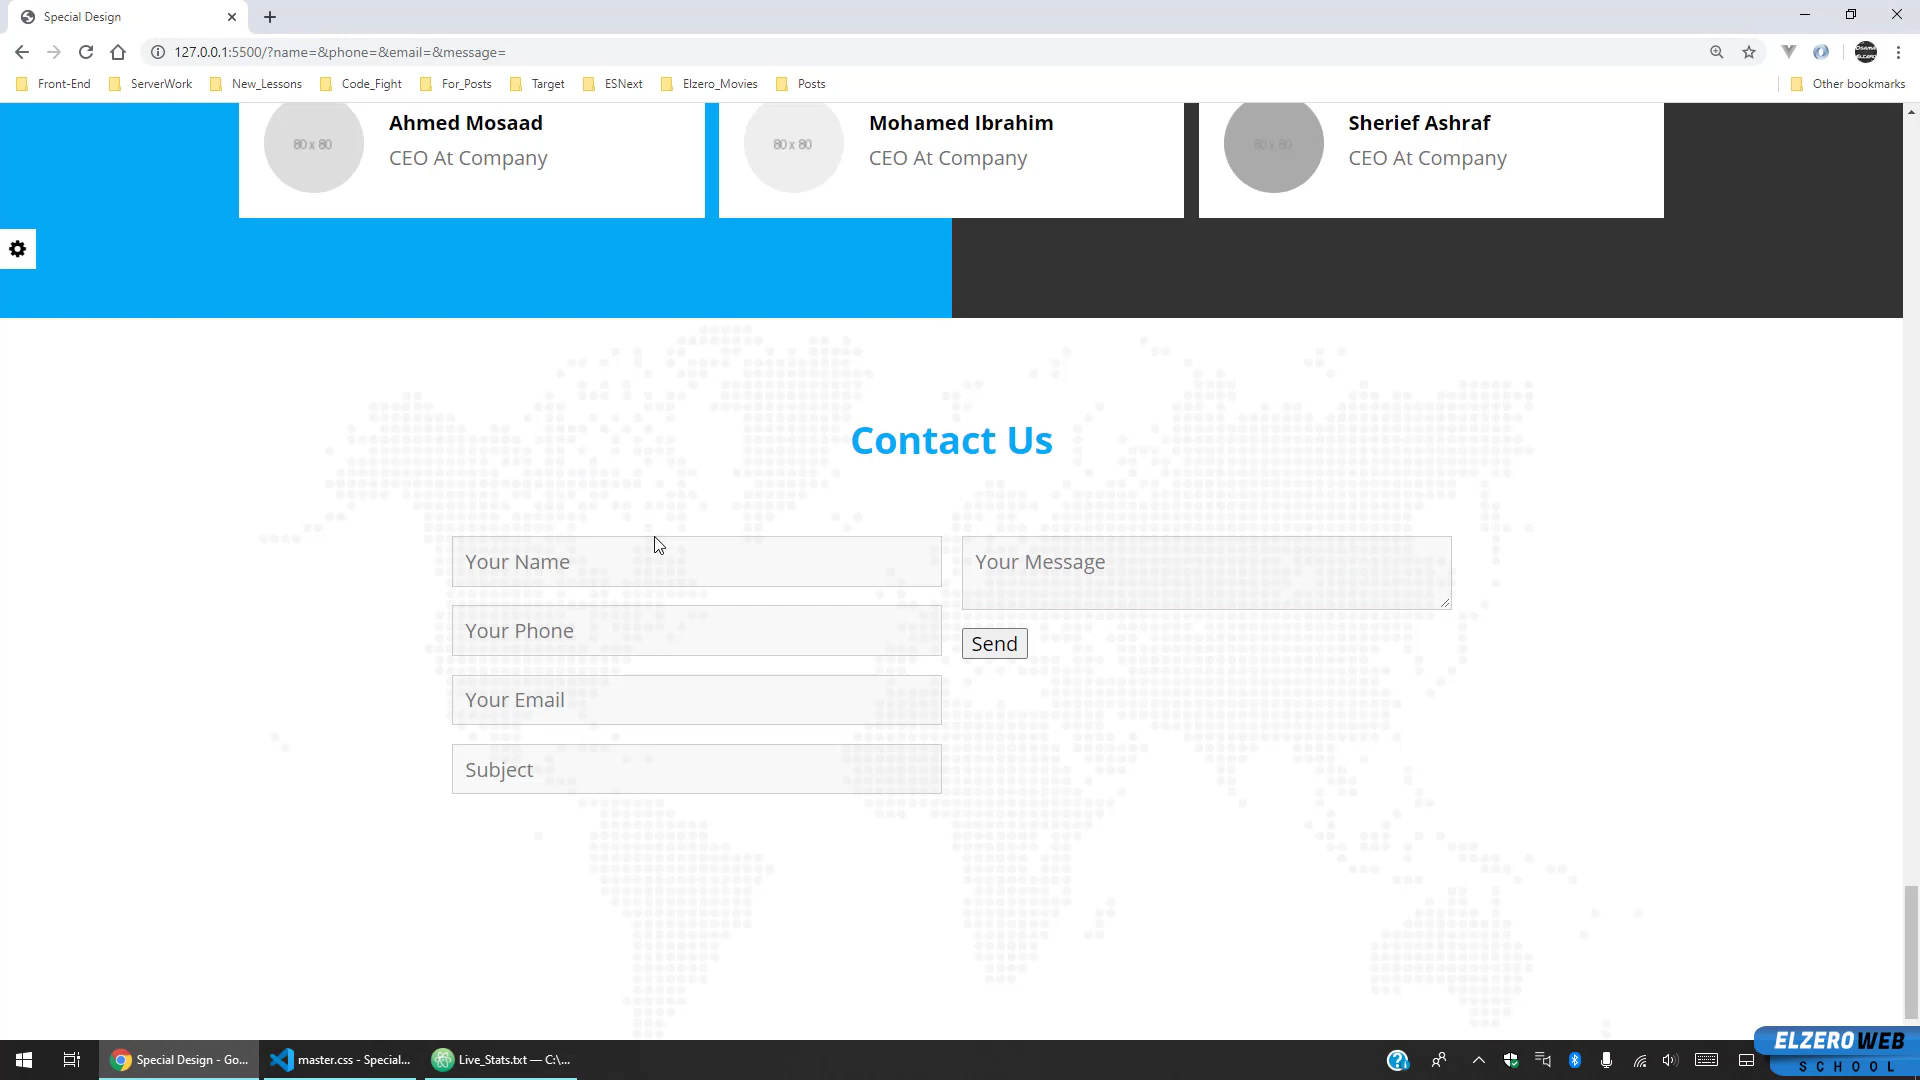 Special Design
127.0.0.1:5500/?name=&phone=&email=&message=
Front-End ServerWork New_Lessons Code_Fight For_Posts Target ESNext Elzero_Movies Posts Other bookmarks
80 x 80 Ahmed Mosaad 80 x 80 Mohamed Ibrahim 80 x 80 Sherief Ashraf
CEO At Company CEO At Company CEO At Company
Contact Us
Your Name Your Message
Your Phone Send
Your Email
Subject
Special Design - Go... master.css - Special... Live_Stats.txt — C:\...
ELZEROWEB
SCHOOL